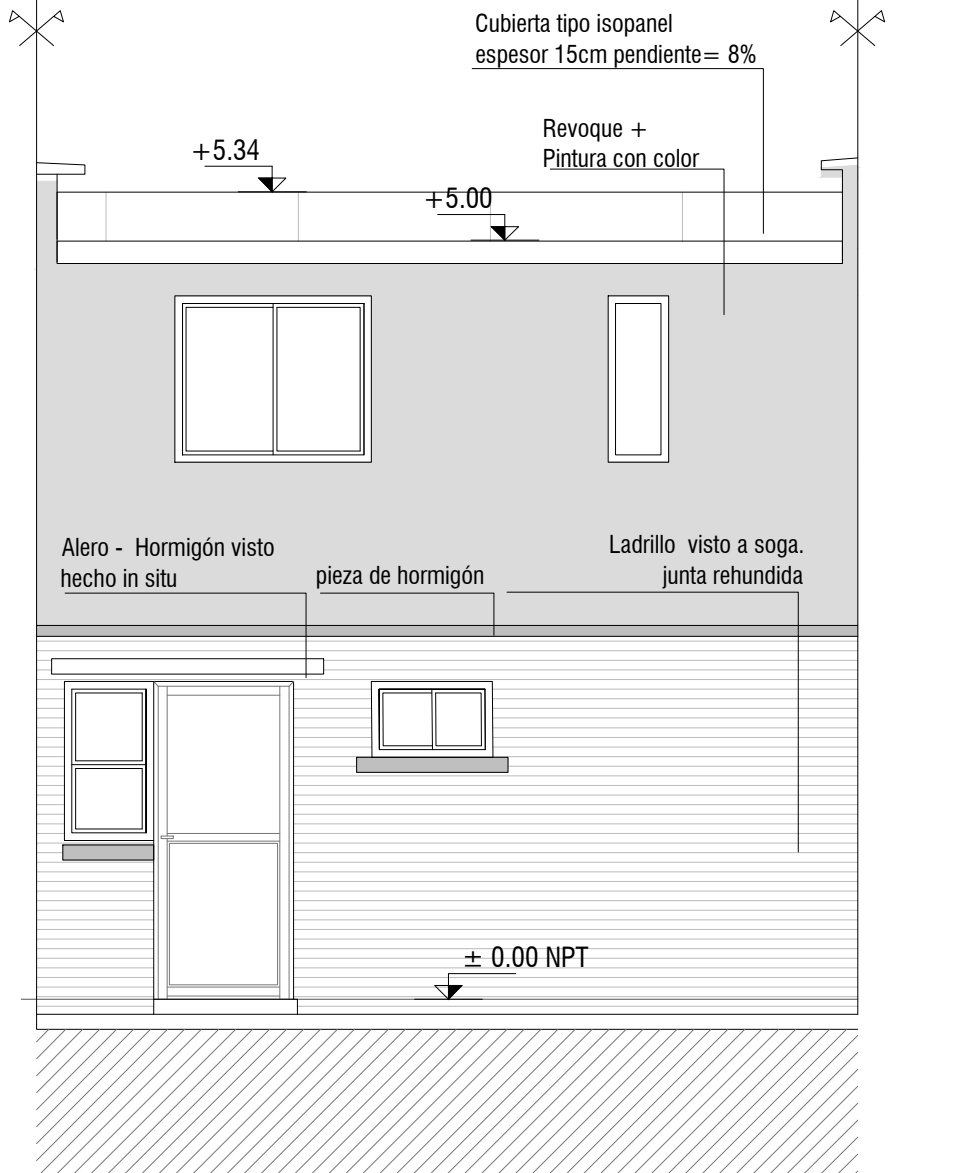 Cubierta tipo isopanel
espesor 15cm pendiente= 8%
Revoque +
Pintura con color
+5.34
+5.00
Alero - Hormigón visto
hecho in situ
pieza de hormigón
Ladrillo visto a soga.
junta rehundida
± 0.00 NPT